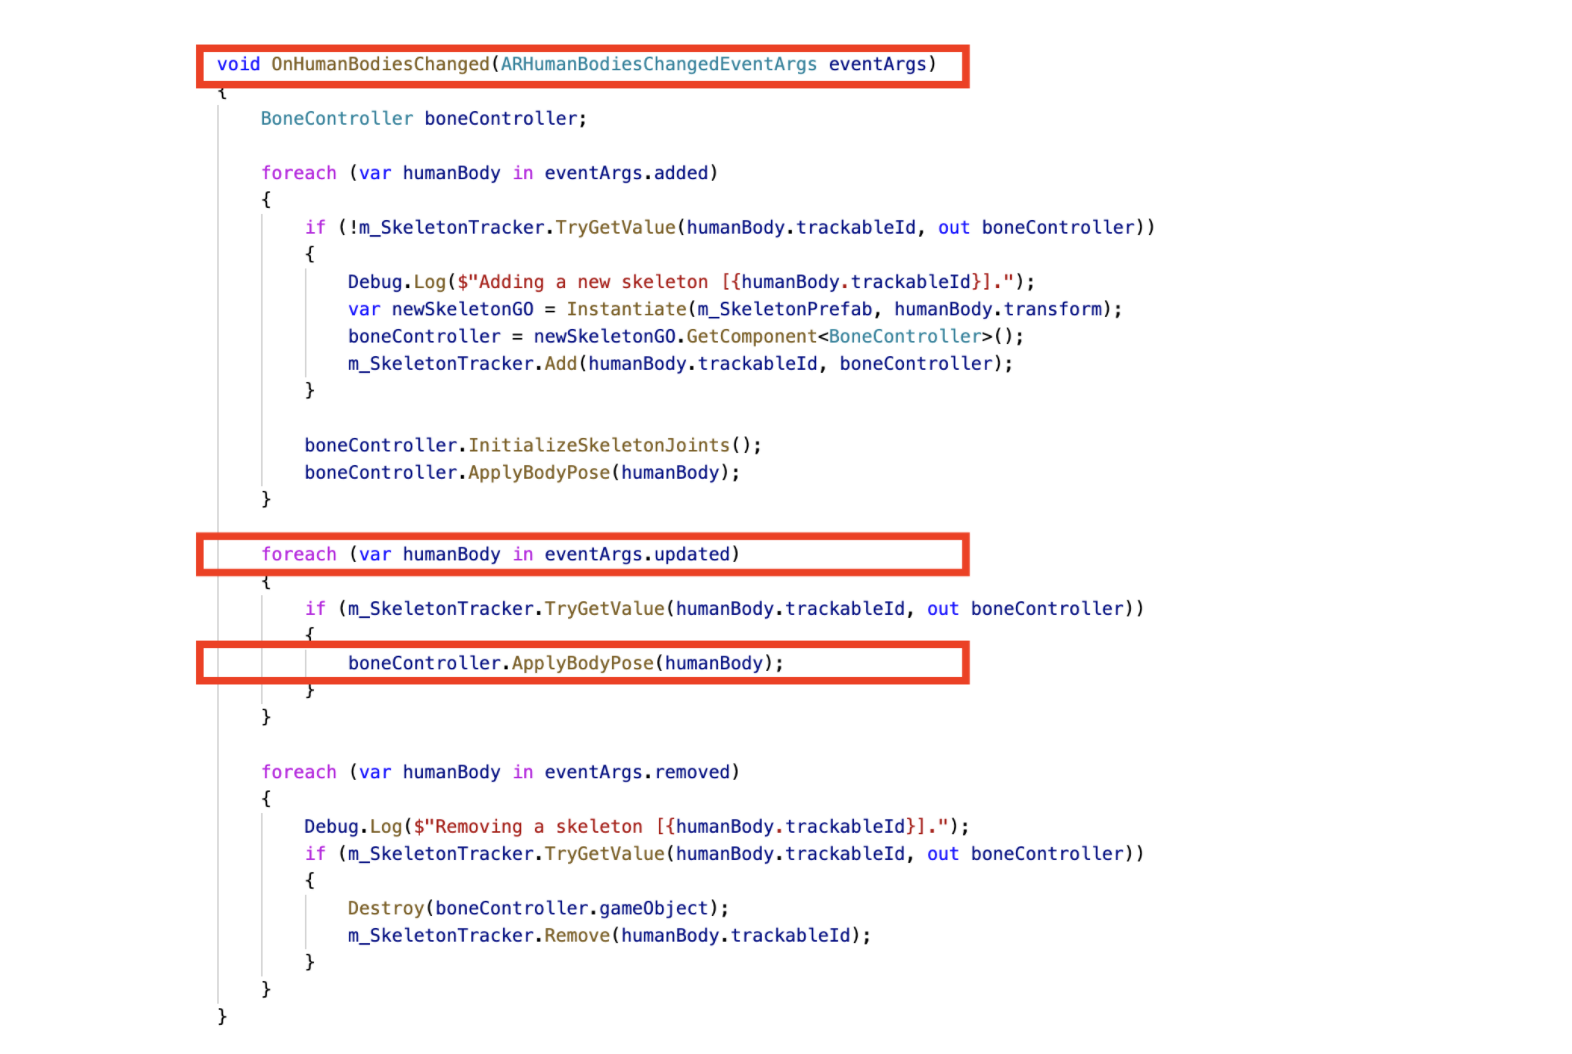 void OnHumanBodiesChanged(ARHumanBodiesChangedEventArgs eventArgs)
{
BoneController boneController;
foreach (var humanBody in eventArgs.added)
{
if (!m_SkeletonTracker.TryGetValue(humanBody.trackableId, out boneController))
{
Debug.Log($"Adding a new skeleton [{humanBody.trackableId}].");
var newSkeletonGO = Instantiate(m_SkeletonPrefab, humanBody.transform);
boneController = newSkeletonGO.GetComponent<BoneController>();
m_SkeletonTracker.Add(humanBody.trackableId, boneController);
}
boneController.InitializeSkeletonJoints();
boneController.ApplyBodyPose(humanBody);
}
foreach (var humanBody in eventArgs.updated)
{
if (m_SkeletonTracker.TryGetValue(humanBody.trackableId, out boneController))
{
boneController.ApplyBodyPose(humanBody);
}
}
foreach (var humanBody in eventArgs.removed)
{
Debug.Log($"Removing a skeleton [{humanBody.trackableId}].");
if (m_SkeletonTracker.TryGetValue(humanBody.trackableId, out boneController))
{
Destroy(boneController.gameObject);
m_SkeletonTracker.Remove(humanBody.trackableId);
}
}
}